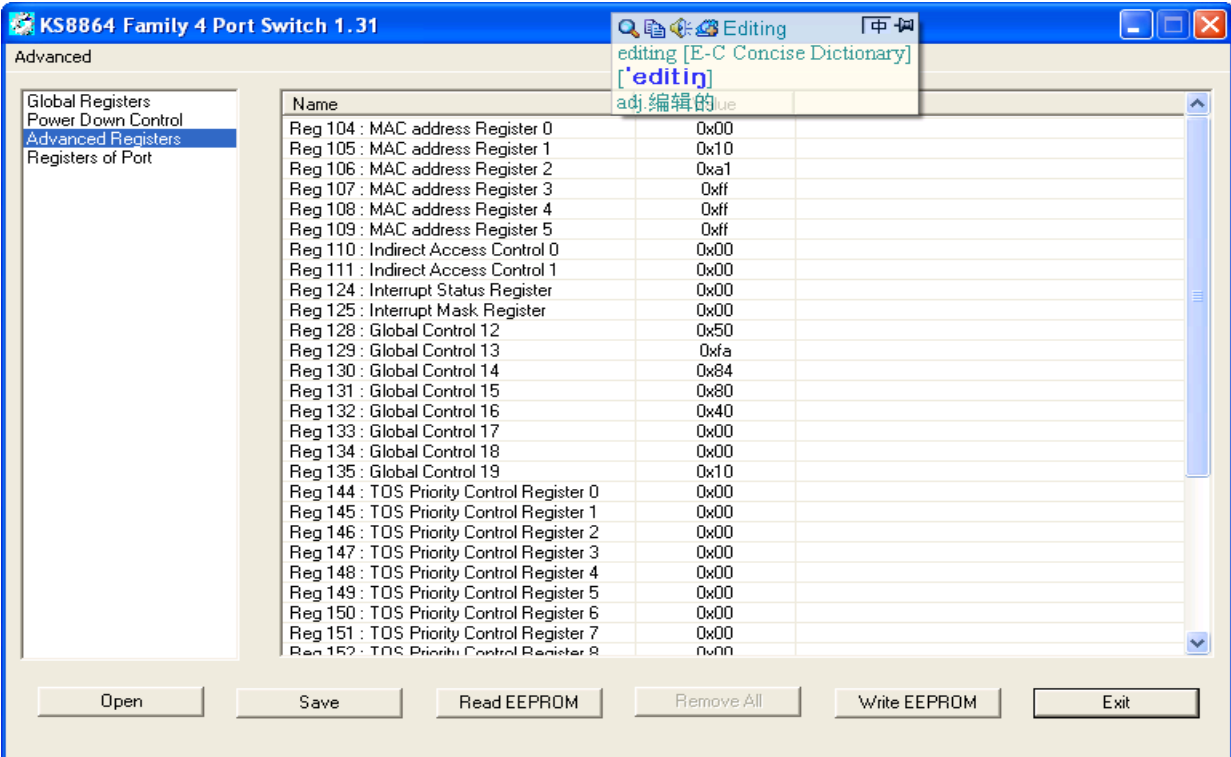 KS8864 Family 4 Port Switch 1.31
Editing 中
editing [E-C Concise Dictionary]
['editiŋ]
adj.编辑的
Advanced
Global Registers
Power Down Control
Advanced Registers
Registers of Port
Name
Reg 104 : MAC address Register 0 0x00
Reg 105 : MAC address Register 1 0x10
Reg 106 : MAC address Register 2 0xa1
Reg 107 : MAC address Register 3 0xff
Reg 108 : MAC address Register 4 0xff
Reg 109 : MAC address Register 5 0xff
Reg 110 : Indirect Access Control 0 0x00
Reg 111 : Indirect Access Control 1 0x00
Reg 124 : Interrupt Status Register 0x00
Reg 125 : Interrupt Mask Register 0x00
Reg 128 : Global Control 12 0x50
Reg 129 : Global Control 13 0xfa
Reg 130 : Global Control 14 0x84
Reg 131 : Global Control 15 0x80
Reg 132 : Global Control 16 0x40
Reg 133 : Global Control 17 0x00
Reg 134 : Global Control 18 0x00
Reg 135 : Global Control 19 0x10
Reg 144 : TOS Priority Control Register 0 0x00
Reg 145 : TOS Priority Control Register 1 0x00
Reg 146 : TOS Priority Control Register 2 0x00
Reg 147 : TOS Priority Control Register 3 0x00
Reg 148 : TOS Priority Control Register 4 0x00
Reg 149 : TOS Priority Control Register 5 0x00
Reg 150 : TOS Priority Control Register 6 0x00
Reg 151 : TOS Priority Control Register 7 0x00
Reg 152 : TOS Priority Control Register 8 0x00
Open Save Read EEPROM Remove All Write EEPROM Exit